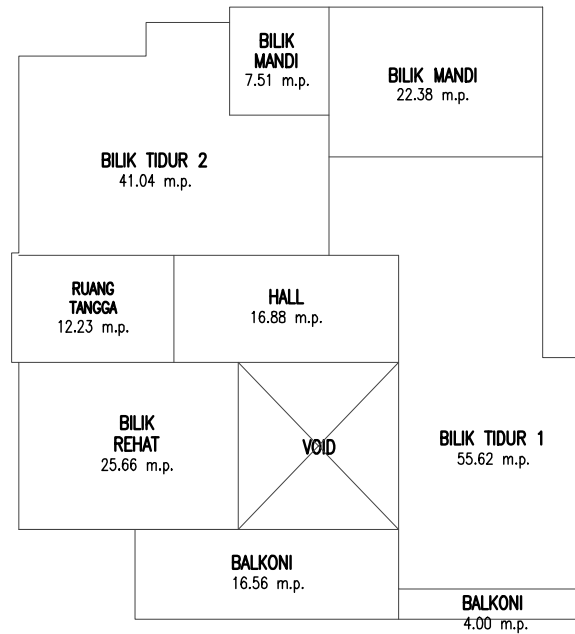 BILIK
MANDI
7.51 m.p.
BILIK MANDI
22.38 m.p.
BILIK TIDUR 2
41.04 m.p.
RUANG
TANGGA
12.23 m.p.
HALL
16.88 m.p.
BILIK
REHAT
25.66 m.p.
VOID
BILIK TIDUR 1
55.62 m.p.
BALKONI
16.56 m.p.
BALKONI
4.00 m.p.